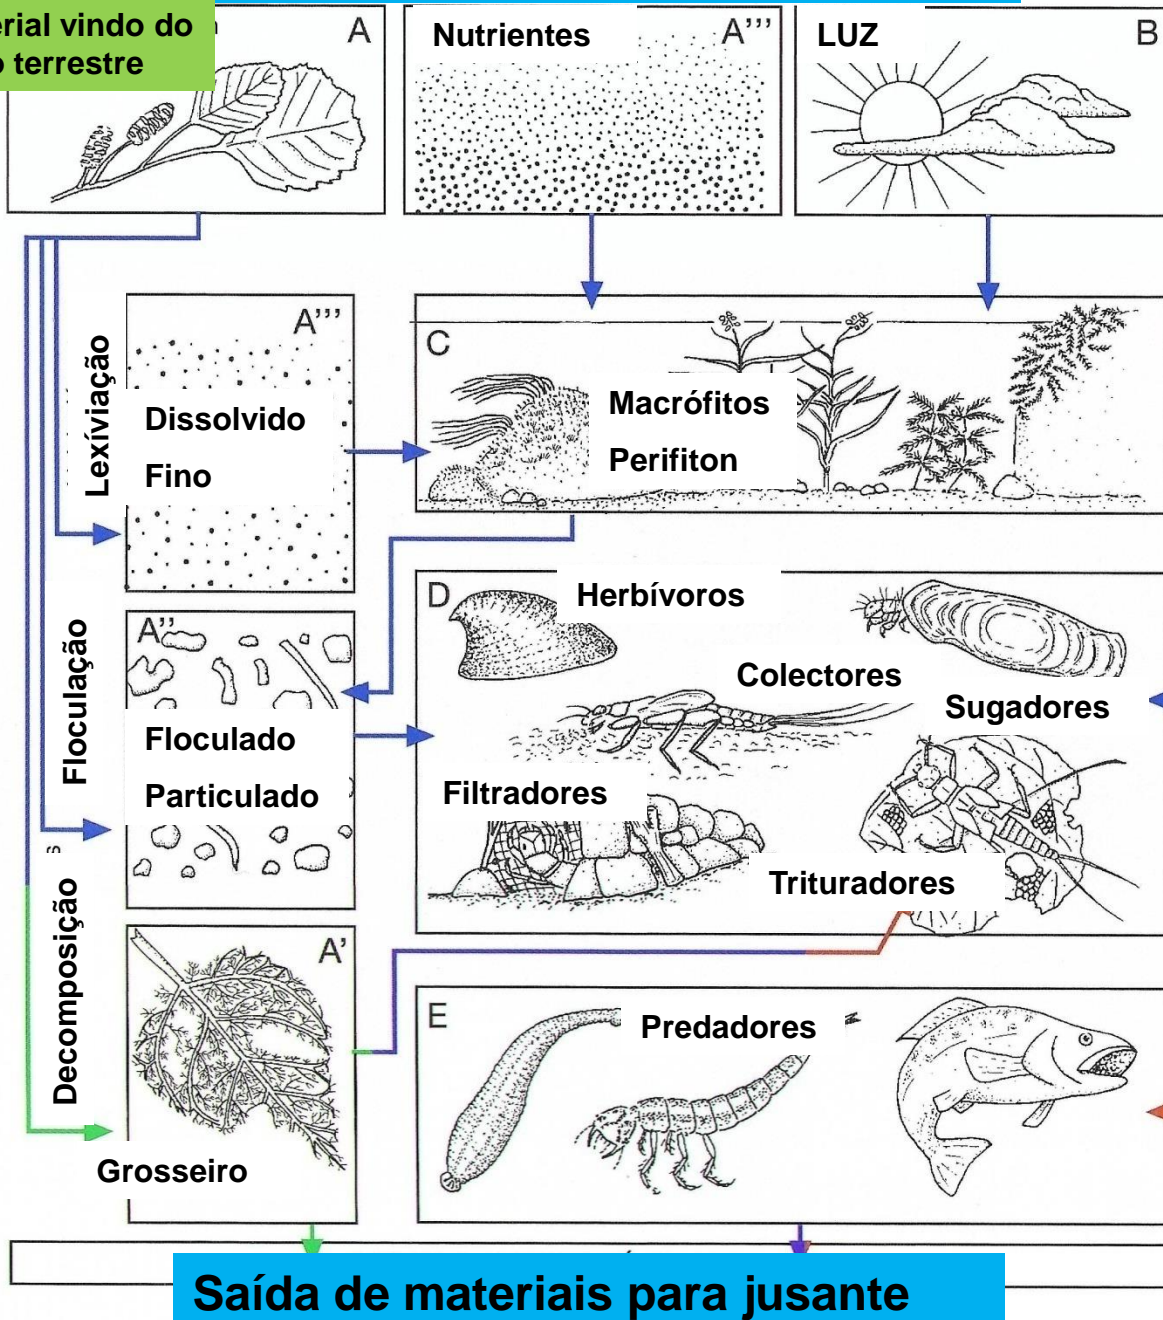 vindo do
terrestre
A
Nutrientes
A'''
LUZ
B
Lexíviação
A'''
Dissolvido
Fino
C
Macrófitos
Perifiton
Floculação
A''
Floculado
Particulado
D
Herbívoros
Colectores
Sugadores
Filtradores
Trituradores
Decomposição
A'
Grosseiro
E
Predadores
Saída de materiais para jusante